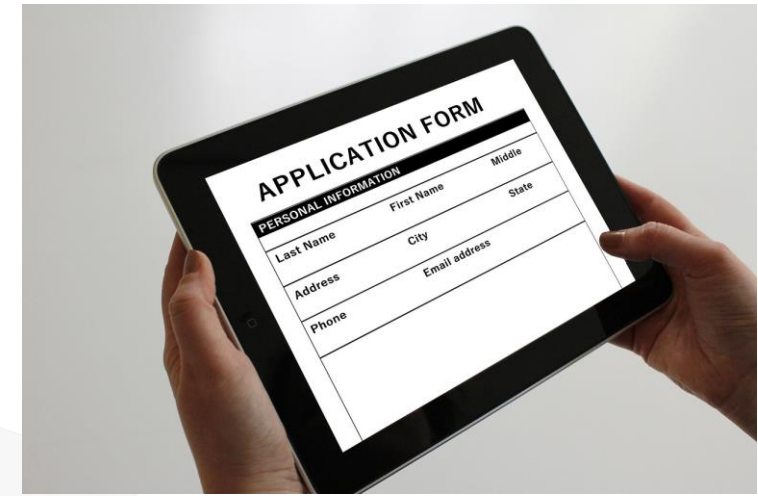 APPLICATION FORM
PERSONAL INFORMATION
Last Name First Name Middle
Address City State
Phone Email address